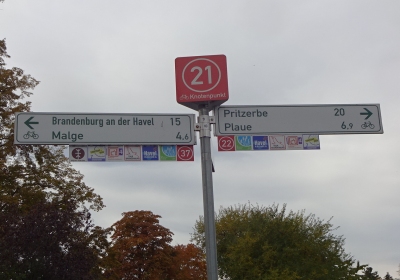 21
Knotenpunkt
Brandenburg an der Havel 15
Malge 4,6
37
Pritzerbe 20
Plaue 6,9
22